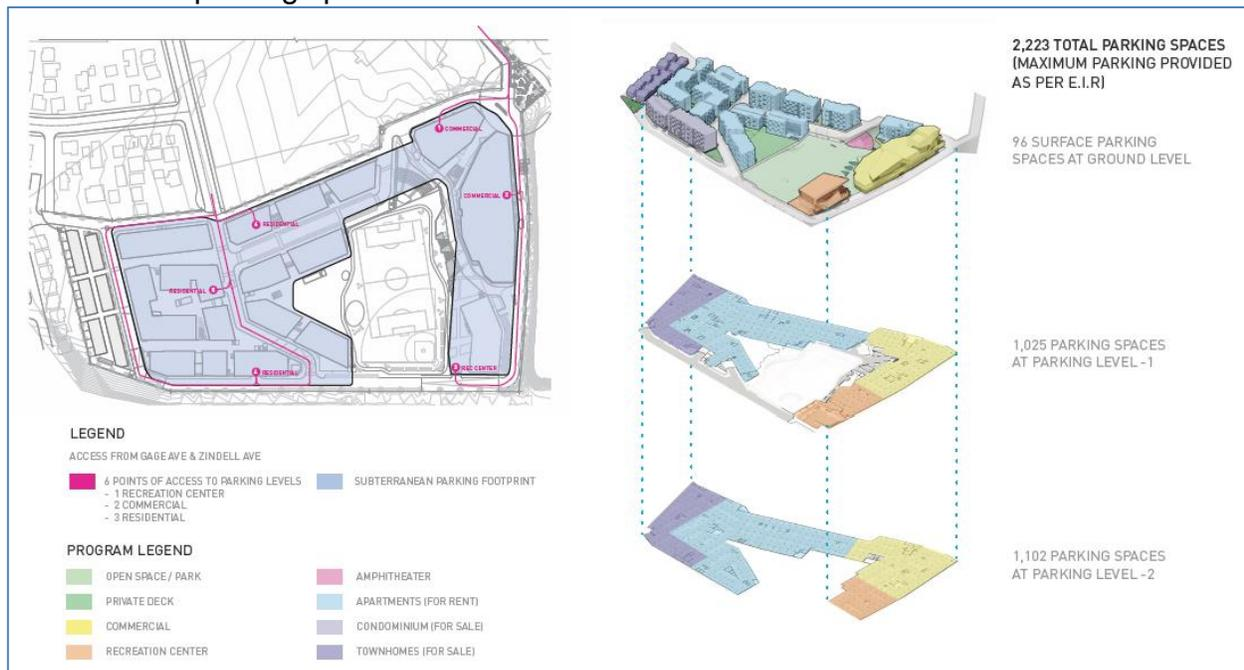 1 COMMERCIAL
COMMERCIAL
RESIDENTIAL
RESIDENTIAL
RESIDENTIAL
REC CENTER
LEGEND
ACCESS FROM GAGE AVE & ZINDELL AVE
6 POINTS OF ACCESS TO PARKING LEVELS
- 1 RECREATION CENTER
- 2 COMMERCIAL
- 3 RESIDENTIAL
SUBTERRANEAN PARKING FOOTPRINT
PROGRAM LEGEND
OPEN SPACE / PARK
PRIVATE DECK
COMMERCIAL
RECREATION CENTER
AMPHITHEATER
APARTMENTS (FOR RENT)
CONDOMINIUM (FOR SALE)
TOWNHOMES (FOR SALE)
2,223 TOTAL PARKING SPACES
(MAXIMUM PARKING PROVIDED
AS PER E.I.R)
96 SURFACE PARKING
SPACES AT GROUND LEVEL
1,025 PARKING SPACES
AT PARKING LEVEL -1
1,102 PARKING SPACES
AT PARKING LEVEL -2